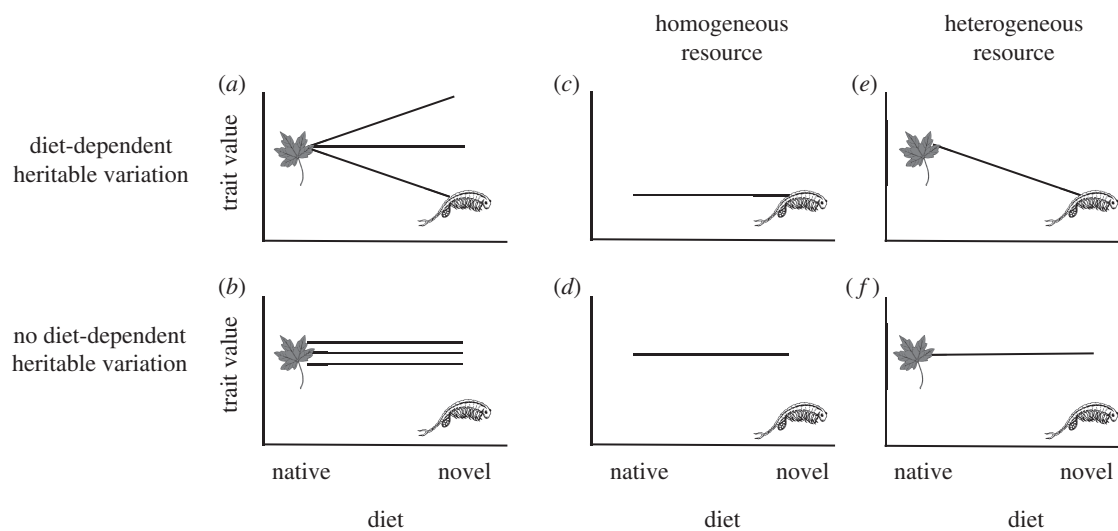 homogeneous
resource
heterogeneous
resource
(a)
(c)
(e)
diet-dependent
heritable variation
trait value
(b)
(d)
(f)
no diet-dependent
heritable variation
trait value
native
novel
native
novel
native
novel
diet
diet
diet